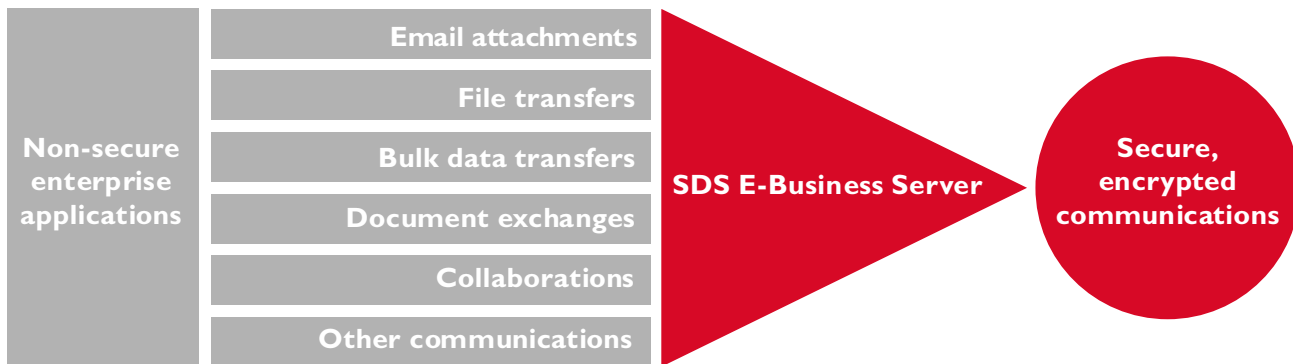 Non-secure
enterprise
applications
Email attachments
File transfers
Bulk data transfers
Document exchanges
Collaborations
Other communications
SDS E-Business Server
Secure,
encrypted
communications